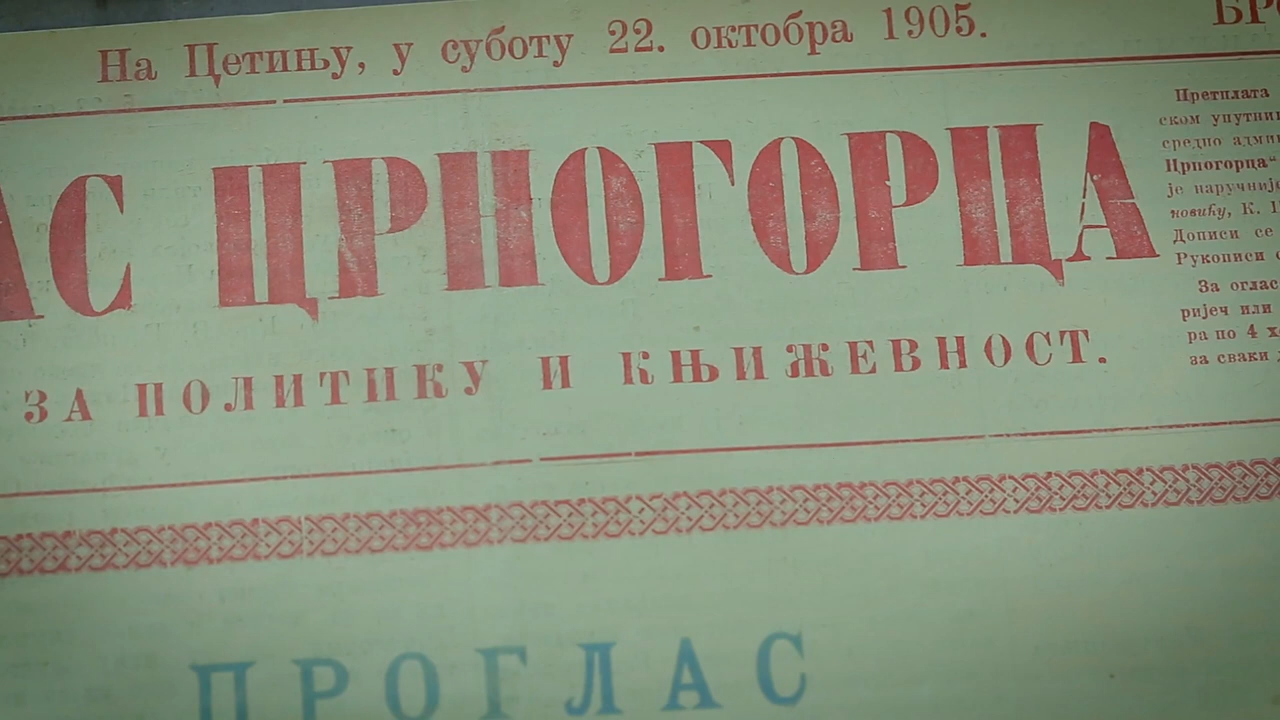 На Цетињу, у суботу 22. октобра 1905.
БРО
АС ЦРНОГОРЦА
ЗА ПОЛИТИКУ И КЊИЖЕВНОСТ.
Претплата
ском упутни
средно адми
Црногорца“
је наручниј
новићу, К.
Дописи се
Рукописи
За оглас
ријеч или
ра по 4 х
за сваки
ПРОГЛАС